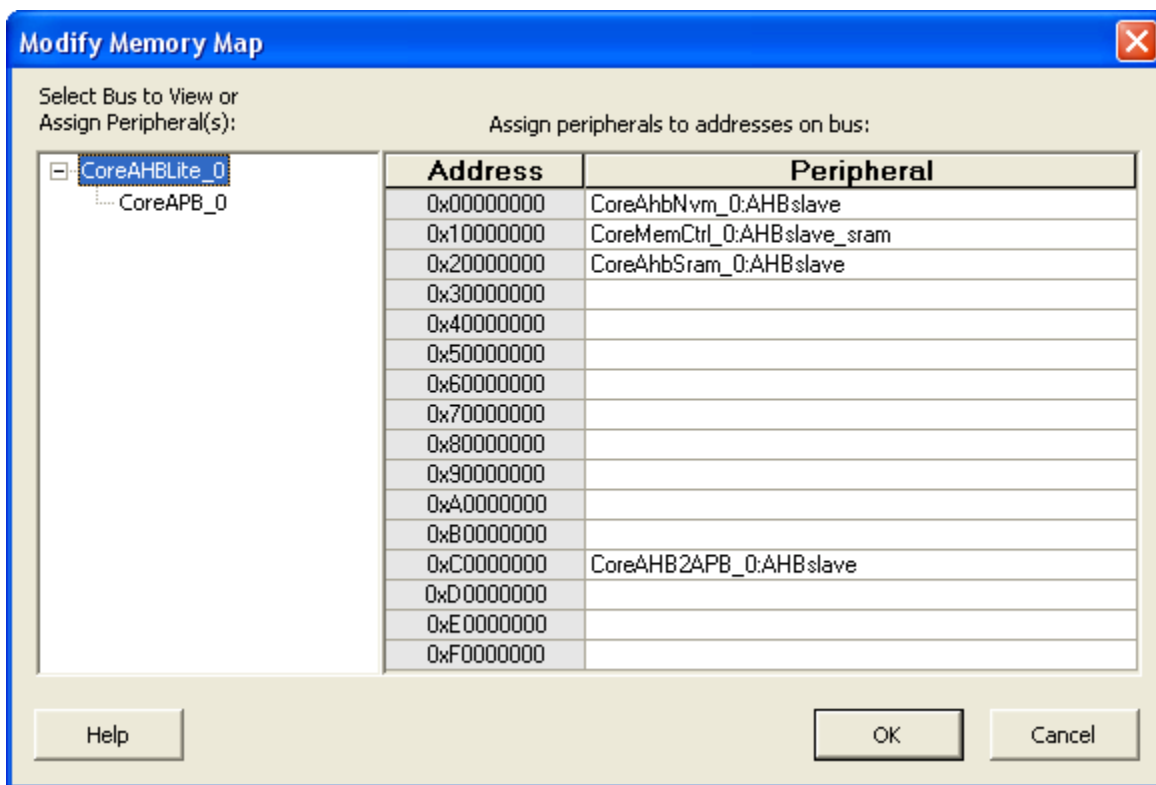 Modify Memory Map
Select Bus to View or
Assign Peripheral(s):
Assign peripherals to addresses on bus:
CoreAHBLite_0
CoreAPB_0
Address Peripheral
0x00000000 CoreAhbNvm_0:AHBslave
0x10000000 CoreMemCtrl_0:AHBslave_sram
0x20000000 CoreAhbSram_0:AHBslave
0x30000000
0x40000000
0x50000000
0x60000000
0x70000000
0x80000000
0x90000000
0xA0000000
0xB0000000
0xC0000000 CoreAHB2APB_0:AHBslave
0xD0000000
0xE0000000
0xF0000000
Help OK Cancel